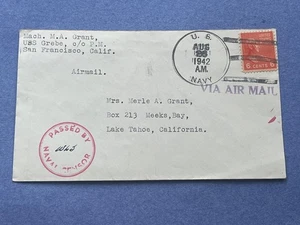 Mach. M.A. Grant,
USS Grebe, c/o P.M.
San Francisco, Calif.
Airmail.
U. S.
AUG
1942
AM.
NAVY
6 CENTS 6
VIA AIR MAIL
Mrs. Merle A. Grant,
Box 213 Meeks,Bay,
Lake Tahoe, California.
PASSED BY
NAVAL CENSOR